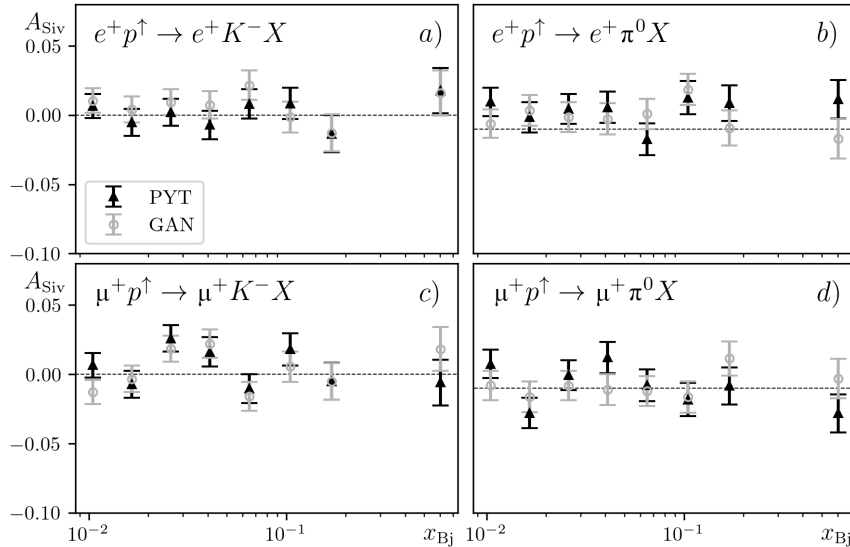 A_Siv
0.05
0.00
−0.05
−0.10
e⁺p↑ → e⁺K⁻X a)
PYT
GAN
e⁺p↑ → e⁺π⁰X b)
A_Siv
0.05
0.00
−0.05
−0.10
μ⁺p↑ → μ⁺K⁻X c)
μ⁺p↑ → μ⁺π⁰X d)
10⁻² 10⁻¹ x_Bj
10⁻² 10⁻¹ x_Bj